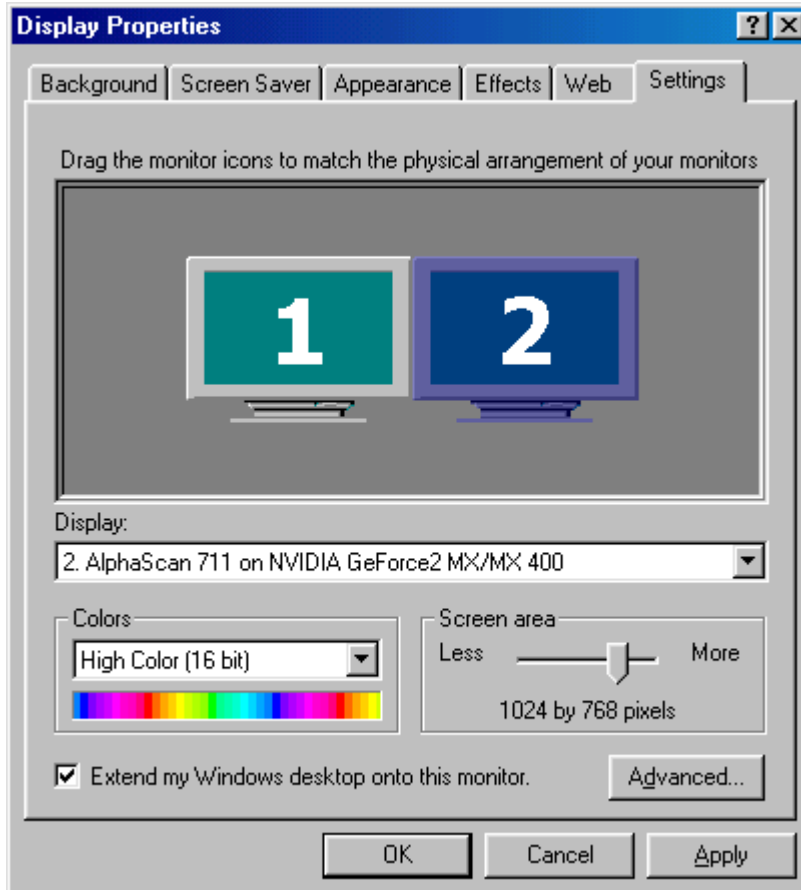 Display Properties
Background Screen Saver Appearance Effects Web Settings
Drag the monitor icons to match the physical arrangement of your monitors
1 2
Display:
2. AlphaScan 711 on NVIDIA GeForce2 MX/MX 400
Colors
High Color (16 bit)
Screen area
Less More
1024 by 768 pixels
Extend my Windows desktop onto this monitor.
Advanced...
OK Cancel Apply